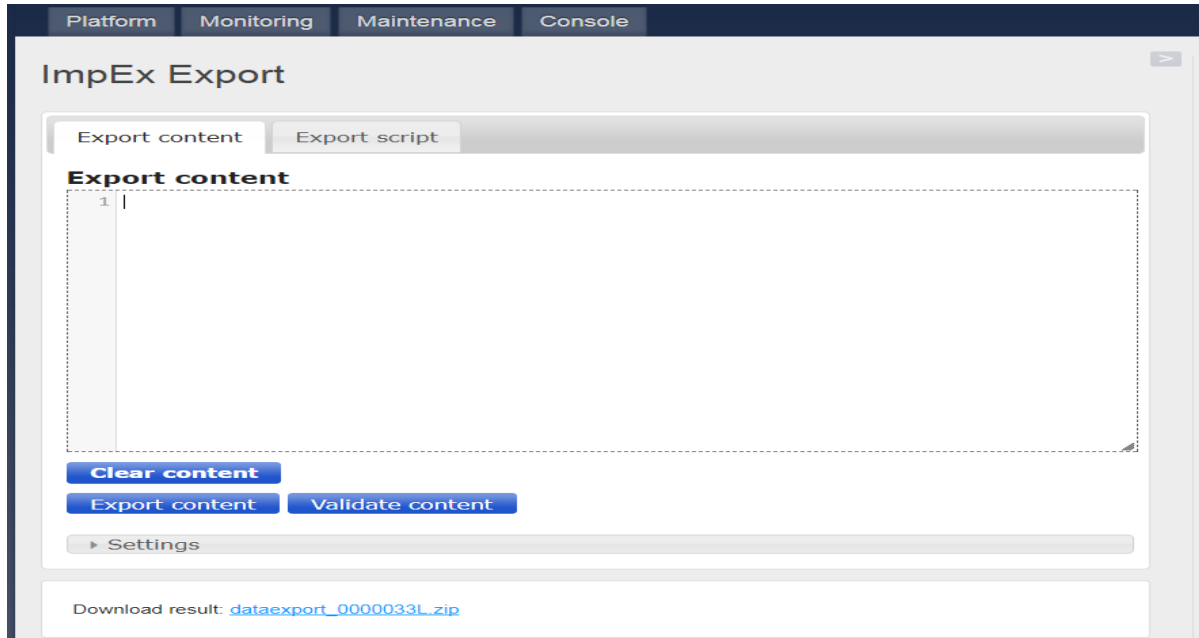 Platform Monitoring Maintenance Console
>
ImpEx Export
Export content Export script
Export content
1
Clear content
Export content Validate content
Settings
Download result: dataexport_0000033L.zip